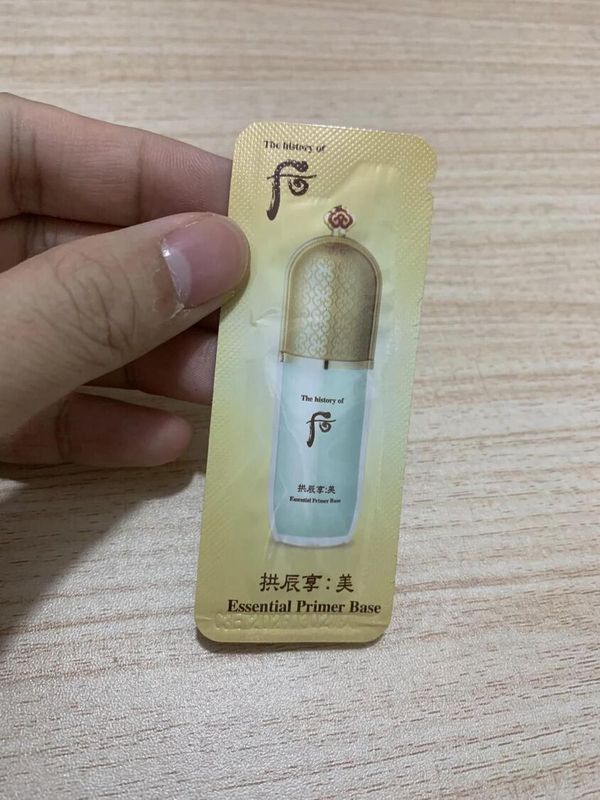 The history of
后
The history of
后
拱辰享:美
Essential Primer Base
拱辰享:美
Essential Primer Base